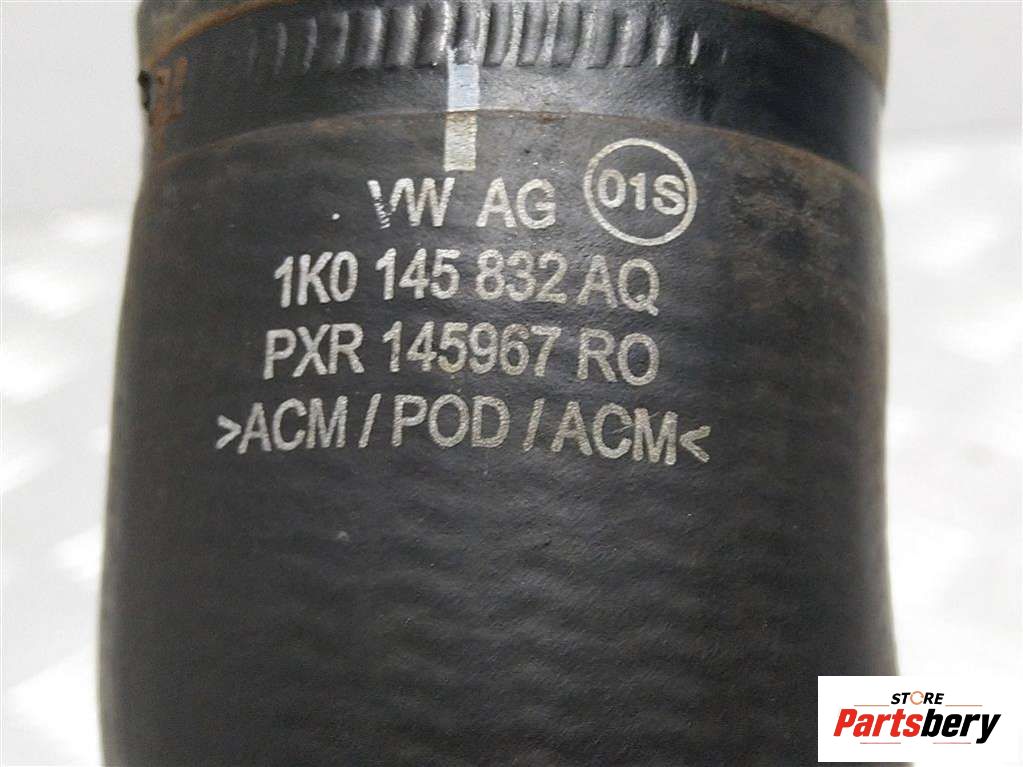 VW AG 01S
1K0 145 832 AQ
PXR 145967 RO
>ACM / POD / ACM<
STORE
Partsbery